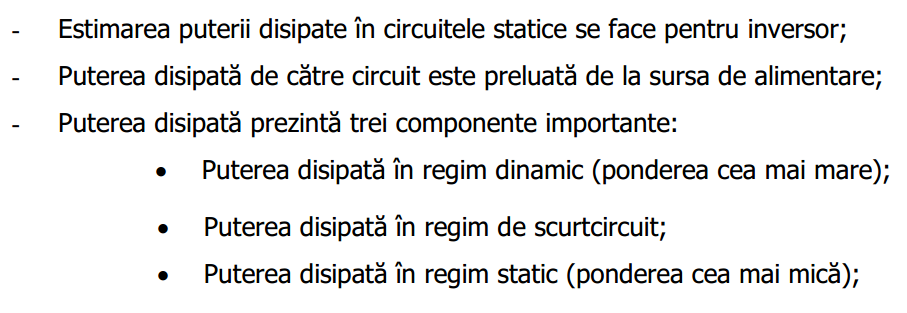 - Estimarea puterii disipate în circuitele statice se face pentru inversor;
- Puterea disipată de către circuit este preluată de la sursa de alimentare;
- Puterea disipată prezintă trei componente importante:
• Puterea disipată în regim dinamic (ponderea cea mai mare);
• Puterea disipată în regim de scurtcircuit;
• Puterea disipată în regim static (ponderea cea mai mică);